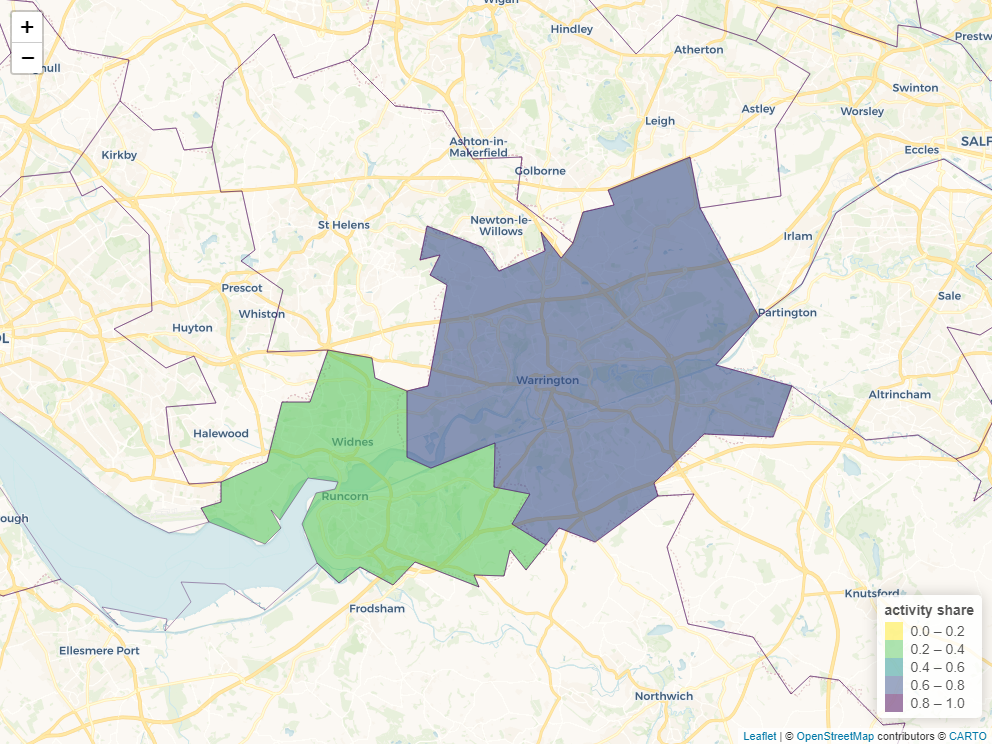 Wigan
+
−
Hindley
Atherton
Prestw
Swinton
Astley
Worsley
Leigh
SALF
Ashton-in-
Makerfield
Eccles
Kirkby
Golborne
St Helens
Newton-le-
Willows
Irlam
Prescot
Sale
Whiston
Partington
Huyton
Warrington
Altrincham
Halewood
Widnes
Runcorn
ough
Knutsford
Frodsham
Ellesmere Port
Northwich
activity share
0.0 – 0.2
0.2 – 0.4
0.4 – 0.6
0.6 – 0.8
0.8 – 1.0
Leaflet | © OpenStreetMap contributors © CARTO